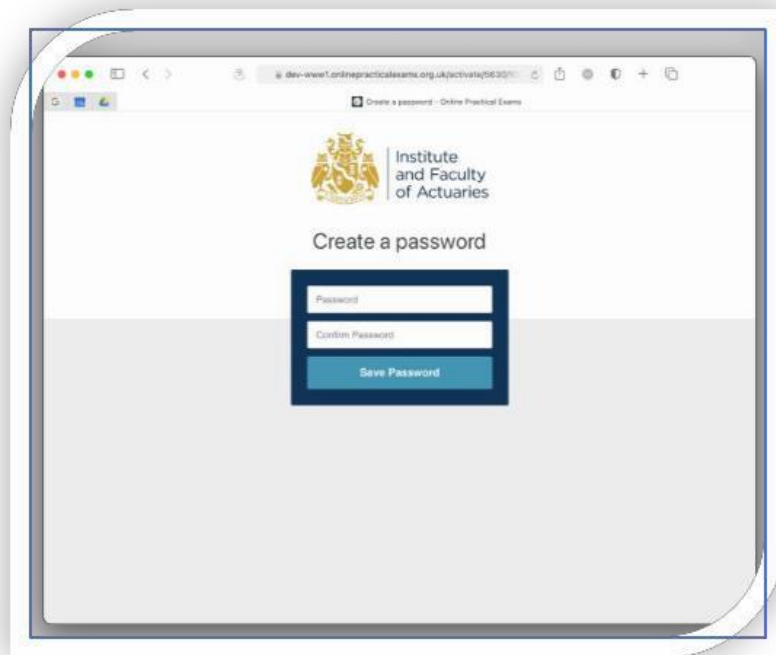 dev-www1.onlinepracticalexams.org.uk/activate/5630/
Create a password - Online Practical Exams
Institute
and Faculty
of Actuaries
Create a password
Password
Confirm Password
Save Password